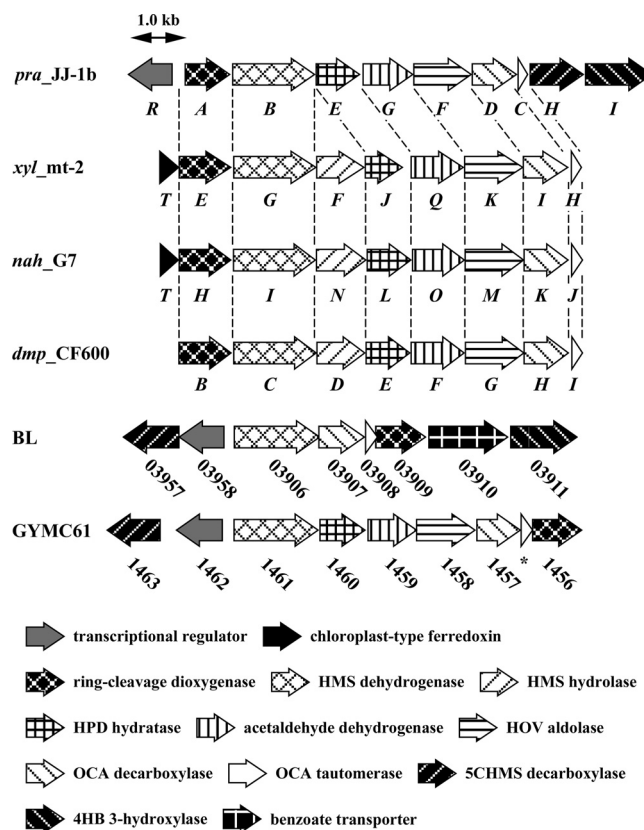 1.0 kb
pra_JJ-1b
R A B E G F D C H I
xyl_mt-2
T E G F J Q K I H
nah_G7
T H I N L O M K J
dmp_CF600
B C D E F G H I
BL
03957 03958 03906 03907 03908 03909 03910 03911
GYMC61
1463 1462 1461 1460 1459 1458 1457 * 1456
transcriptional regulator chloroplast-type ferredoxin
ring-cleavage dioxygenase HMS dehydrogenase HMS hydrolase
HPD hydratase acetaldehyde dehydrogenase HOV aldolase
OCA decarboxylase OCA tautomerase 5CHMS decarboxylase
4HB 3-hydroxylase benzoate transporter